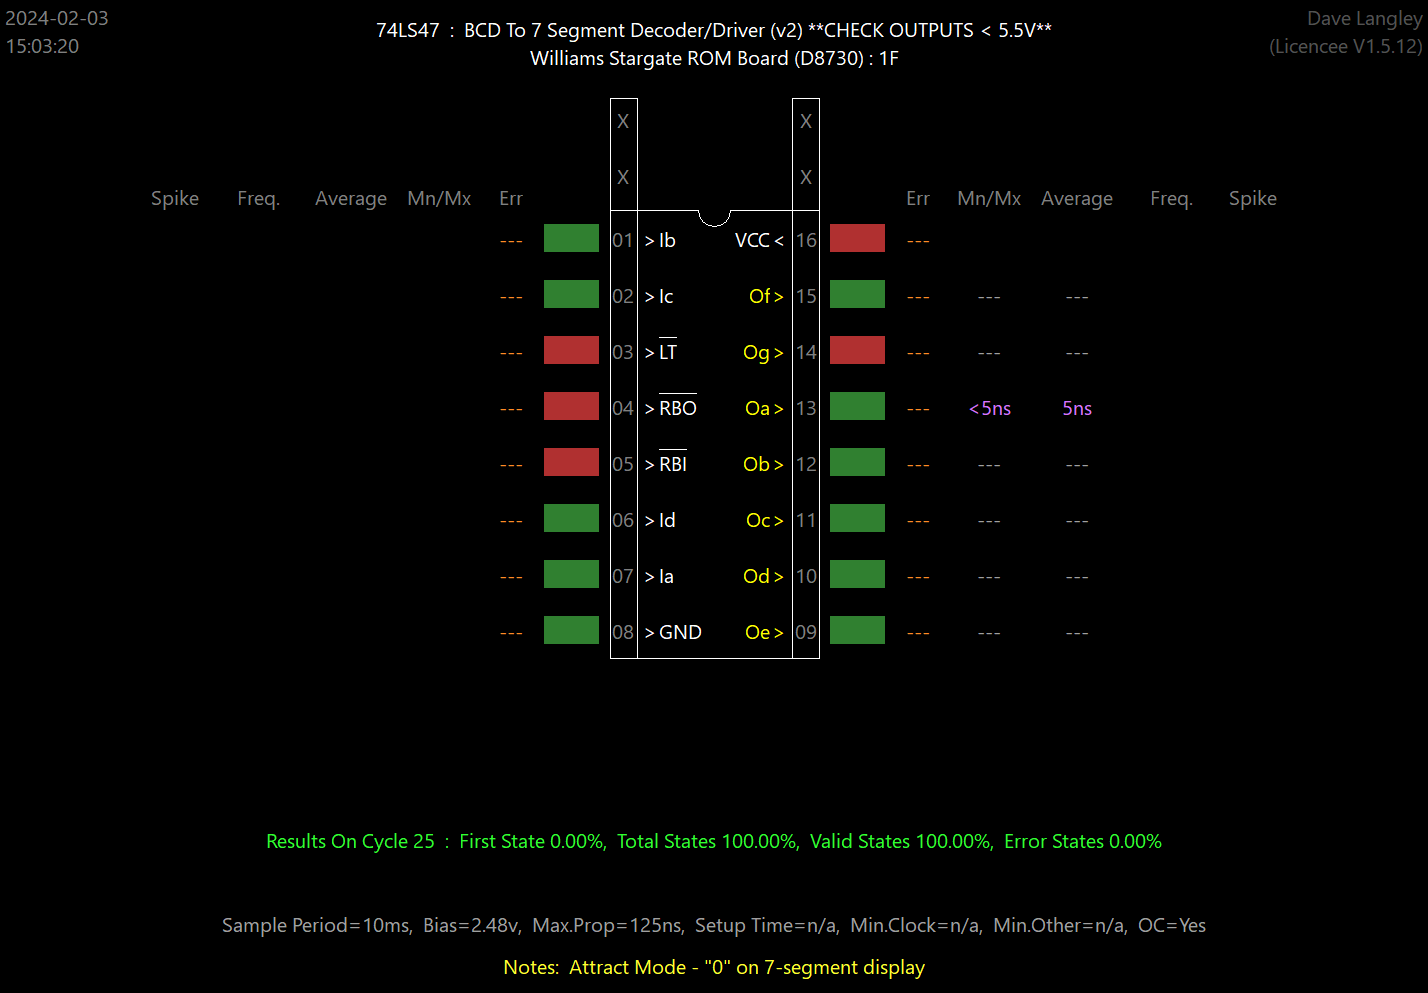 2024-02-03
15:03:20
74LS47 : BCD To 7 Segment Decoder/Driver (v2) **CHECK OUTPUTS < 5.5V**
Williams Stargate ROM Board (D8730) : 1F
Dave Langley
(Licencee V1.5.12)
X X
X X
Spike Freq. Average Mn/Mx Err Err Mn/Mx Average Freq. Spike
--- 01 >Ib VCC< 16 ---
--- 02 >Ic Of> 15 --- --- ---
--- 03 >LT Og> 14 --- --- ---
--- 04 >RBO Oa> 13 --- <5ns 5ns
--- 05 >RBI Ob> 12 --- --- ---
--- 06 >Id Oc> 11 --- --- ---
--- 07 >Ia Od> 10 --- --- ---
--- 08 >GND Oe> 09 --- --- ---
Results On Cycle 25 : First State 0.00%, Total States 100.00%, Valid States 100.00%, Error States 0.00%
Sample Period=10ms, Bias=2.48v, Max.Prop=125ns, Setup Time=n/a, Min.Clock=n/a, Min.Other=n/a, OC=Yes
Notes: Attract Mode - "0" on 7-segment display